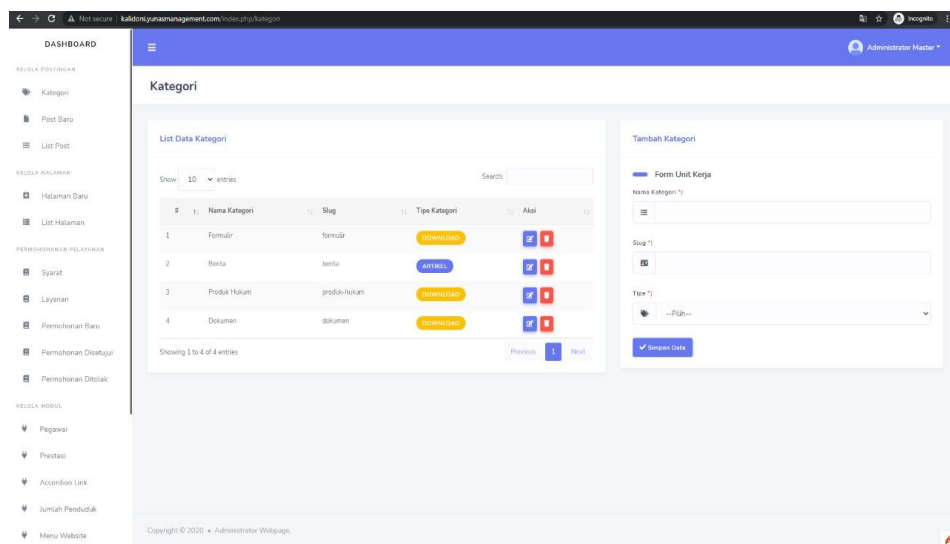 Not secure | kalidoni.yunasmanagement.com/index.php/kategori
Incognito
DASHBOARD
Administrator Master
KELOLA POSTINGAN
Kategori
Post Baru
List Post
KELOLA HALAMAN
Halaman Baru
List Halaman
PERMOHONAN PELAYANAN
Syarat
Layanan
Permohonan Baru
Permohonan Disetujui
Permohonan Ditolak
KELOLA MODUL
Pegawai
Prestasi
Accordion Link
Jumlah Penduduk
Menu Website
Kategori
List Data Kategori
Show 10 entries
Search:
# Nama Kategori Slug Tipe Kategori Aksi
1 Formulir formulir DOWNLOAD
2 Berita berita ARTIKEL
3 Produk Hukum produk-hukum DOWNLOAD
4 Dokumen dokumen DOWNLOAD
Showing 1 to 4 of 4 entries
Previous 1 Next
Tambah Kategori
Form Unit Kerja
Nama Kategori *)
Slug *)
Tipe *)
--Pilih--
Simpan Data
Copyright © 2020 • Administrator Webpage.